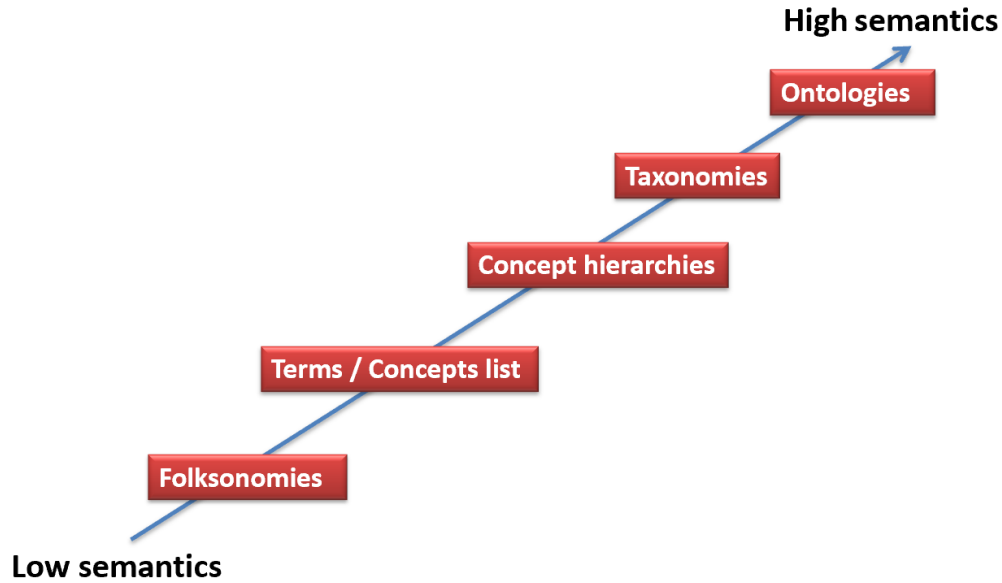 High semantics
Ontologies
Taxonomies
Concept hierarchies
Terms / Concepts list
Folksonomies
Low semantics